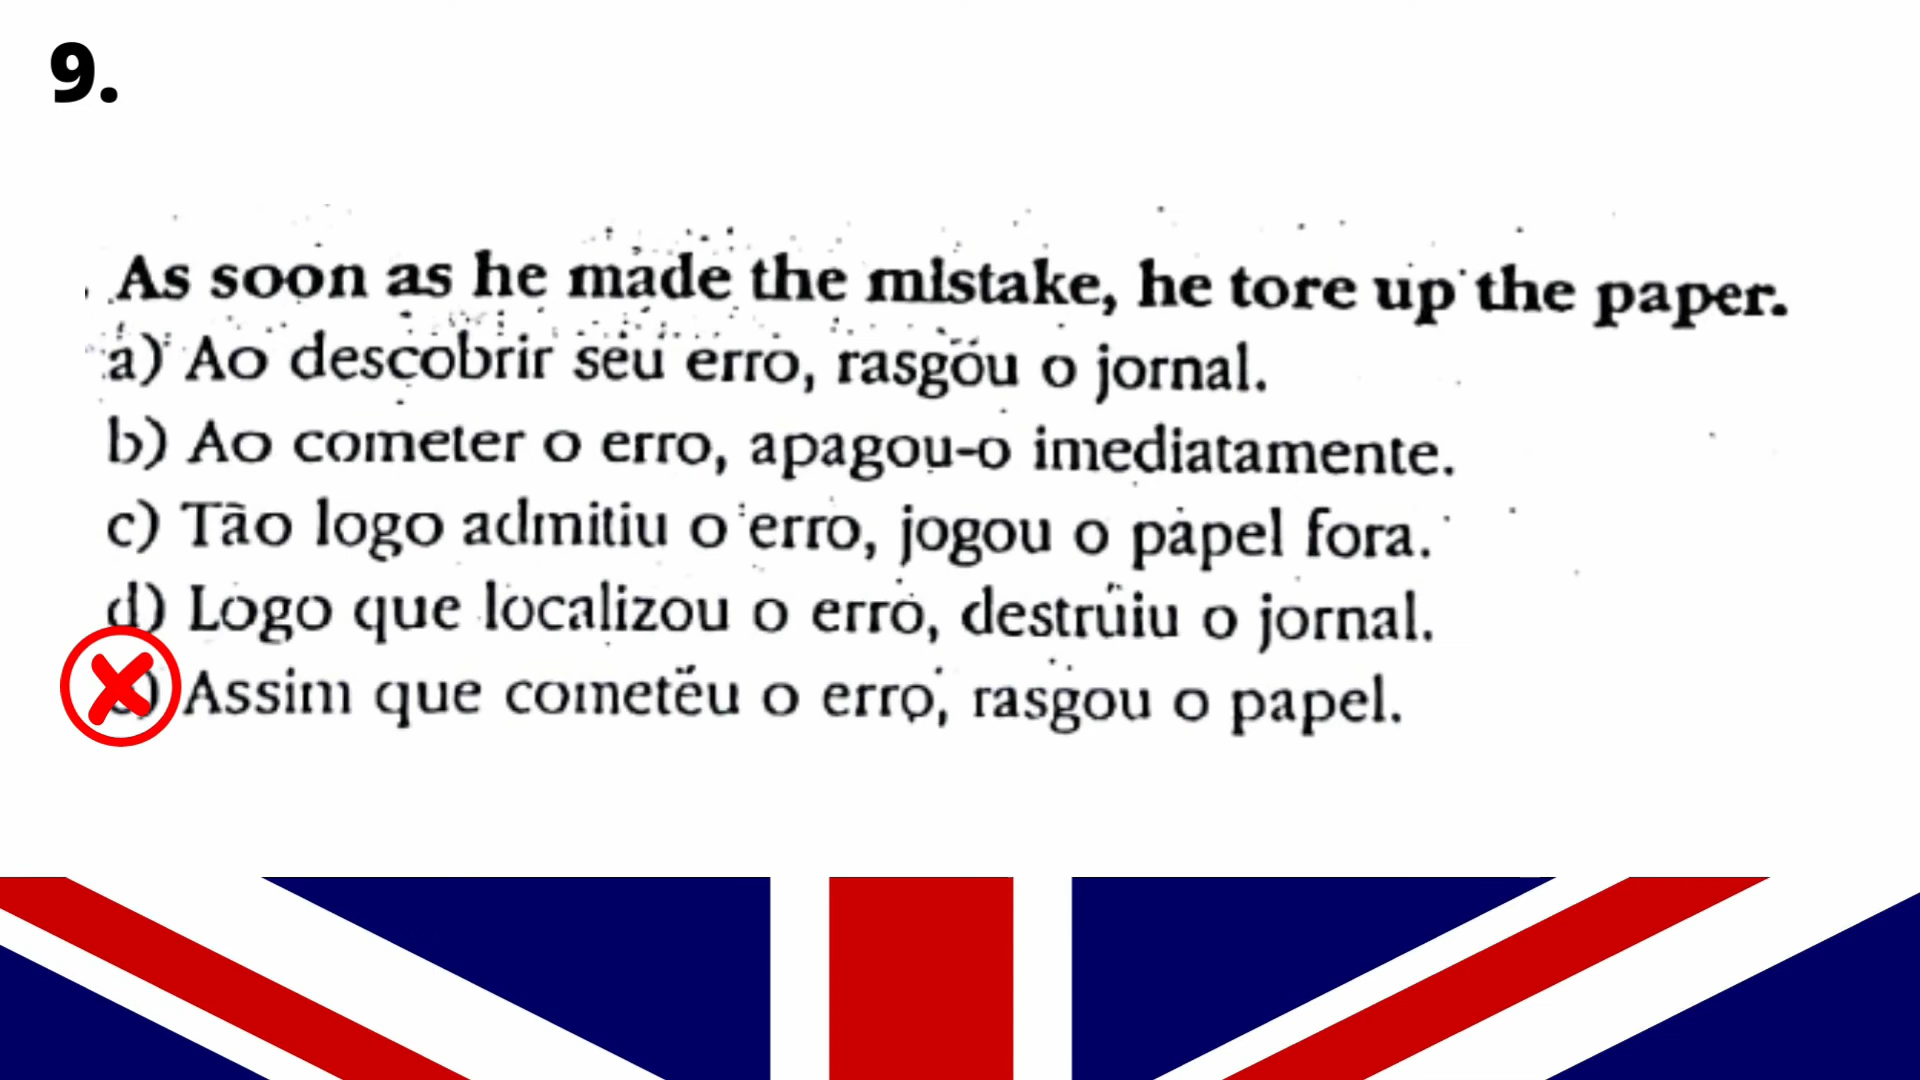 9.
As soon as he made the mistake, he tore up the paper.
a) Ao descobrir seu erro, rasgou o jornal.
b) Ao cometer o erro, apagou-o imediatamente.
c) Tão logo admitiu o erro, jogou o papel fora.
d) Logo que localizou o erro, destruiu o jornal.
e) Assim que cometeu o erro, rasgou o papel.